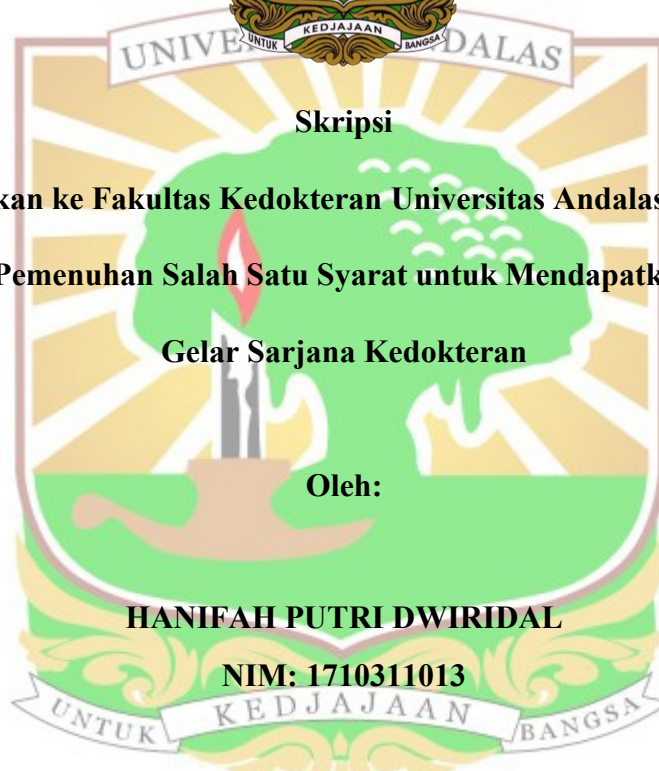 UNTUK KEDJAJAAN BANGSA
UNIVE DALAS
Skripsi
kan ke Fakultas Kedokteran Universitas Andalas
Pemenuhan Salah Satu Syarat untuk Mendapatk
Gelar Sarjana Kedokteran
Oleh:
HANIFAH PUTRI DWIRIDAL
NIM: 1710311013
UNTUK KEDJAJAAN BANGSA